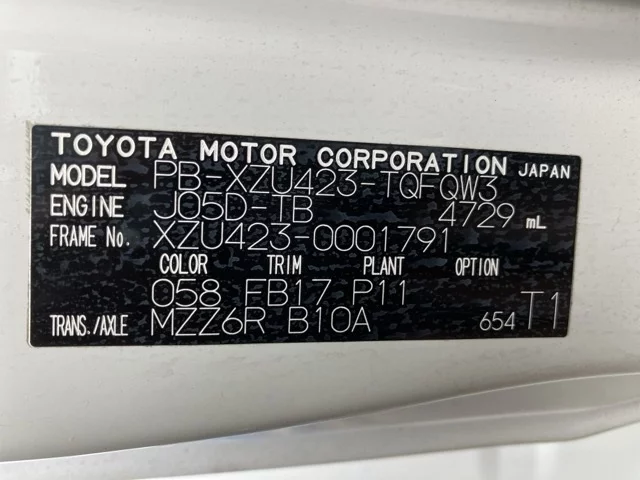 TOYOTA MOTOR CORPORATION JAPAN
MODEL PB-XZU423-TQFQW3
ENGINE J05D-TB 4729 mL
FRAME No. XZU423-0001791
COLOR TRIM PLANT OPTION
058 FB17 P11
TRANS./AXLE MZZ6R B10A 654 T1